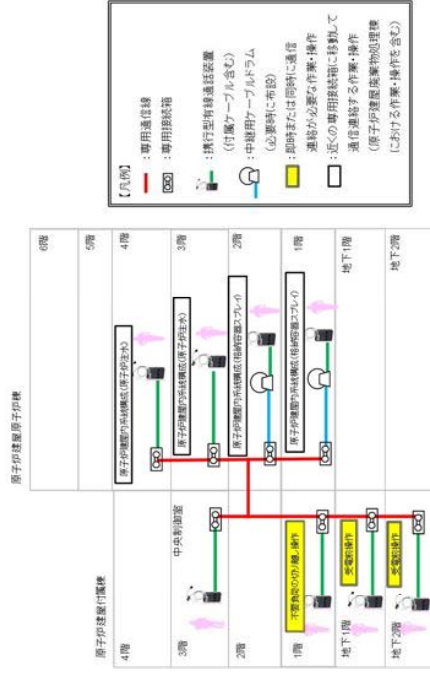 原子炉建屋原子炉棟
6階
5階
4階
原子炉建屋内系統構成(原子炉注水)
3階
原子炉建屋内系統構成(原子炉注水)
2階
原子炉建屋内系統構成(格納容器スプレイ)
1階
原子炉建屋内系統構成(格納容器スプレイ)
地下1階
地下2階
原子炉建屋付属棟
4階
3階
中央制御室
2階
1階
不要負荷の切り離し操作
地下1階
受電前操作
地下2階
受電前操作
【凡例】
:専用通信線
:専用接続箱
:携行型有線通話装置
(付属ケーブル含む)
:中継用ケーブルドラム
(必要時に布設)
:即時または同時に通信
連絡が必要な作業・操作
:近くの専用接続箱に移動して
通信連絡する作業・操作
(原子炉建屋廃棄物処理棟
における作業・操作を含む)